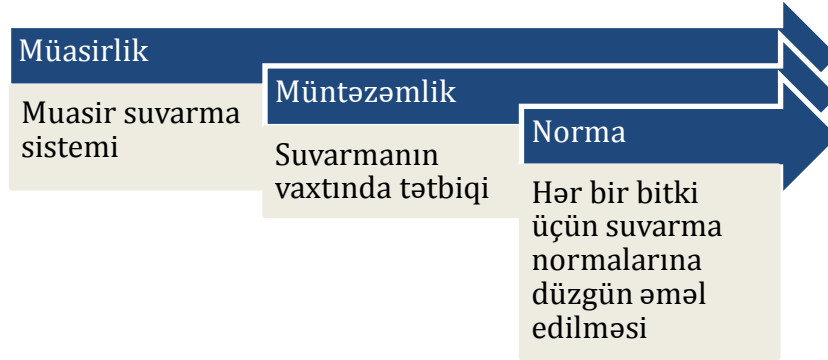 Müasirlik
Muasir suvarma
sistemi
Müntəzəmlik
Suvarmanın
vaxtında tətbiqi
Norma
Hər bir bitki
üçün suvarma
normalarına
düzgün əməl
edilməsi